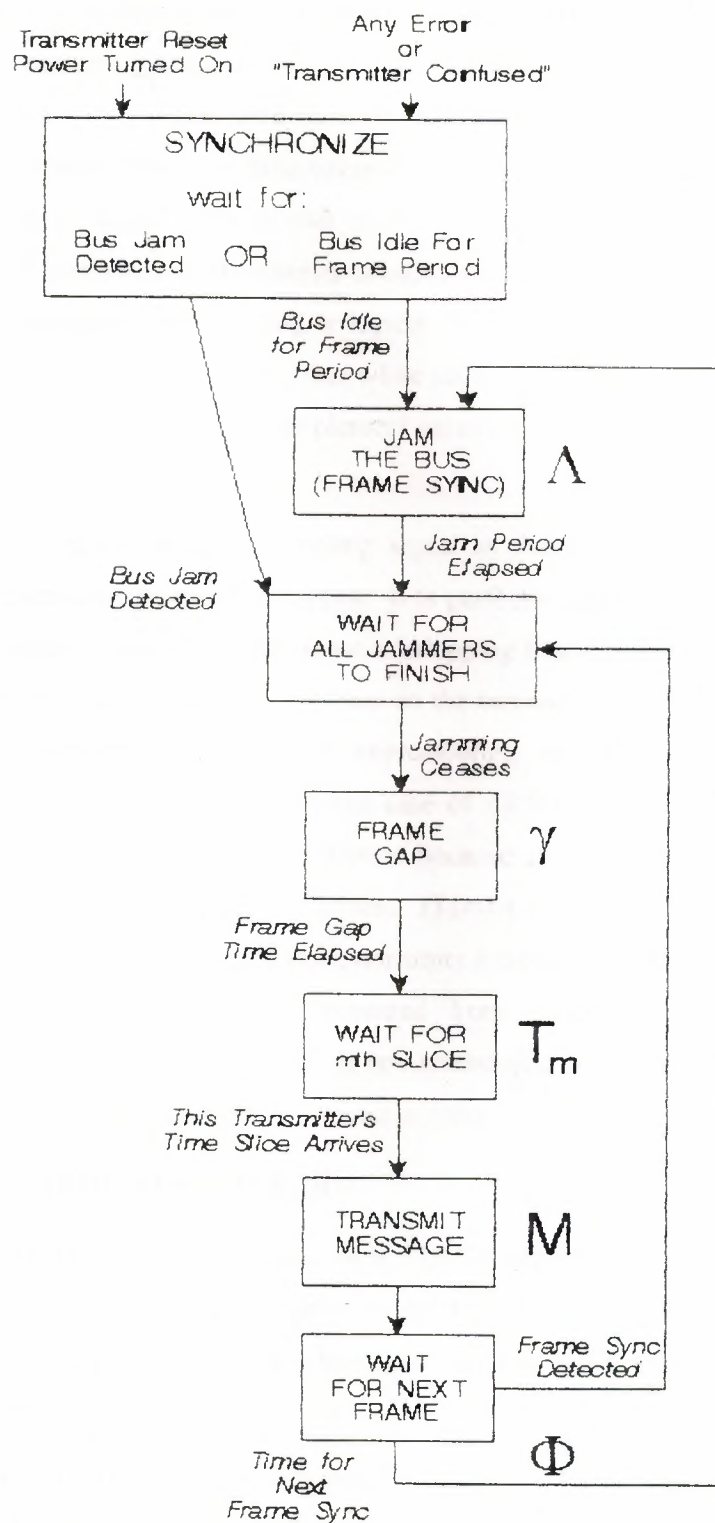 Transmitter Reset
Power Turned On
Any Error
or
"Transmitter Confused"
SYNCHRONIZE
wait for:
Bus Jam
Detected
OR
Bus Idle For
Frame Period
Bus Idle
for Frame
Period
JAM
THE BUS
(FRAME SYNC)
Λ
Jam Period
Elapsed
Bus Jam
Detected
WAIT FOR
ALL JAMMERS
TO FINISH
Jamming
Ceases
FRAME
GAP
γ
Frame Gap
Time Elapsed
WAIT FOR
mth SLICE
Tm
This Transmitter's
Time Slice Arrives
TRANSMIT
MESSAGE
M
WAIT
FOR NEXT
FRAME
Frame Sync
Detected
Φ
Time for
Next
Frame Sync